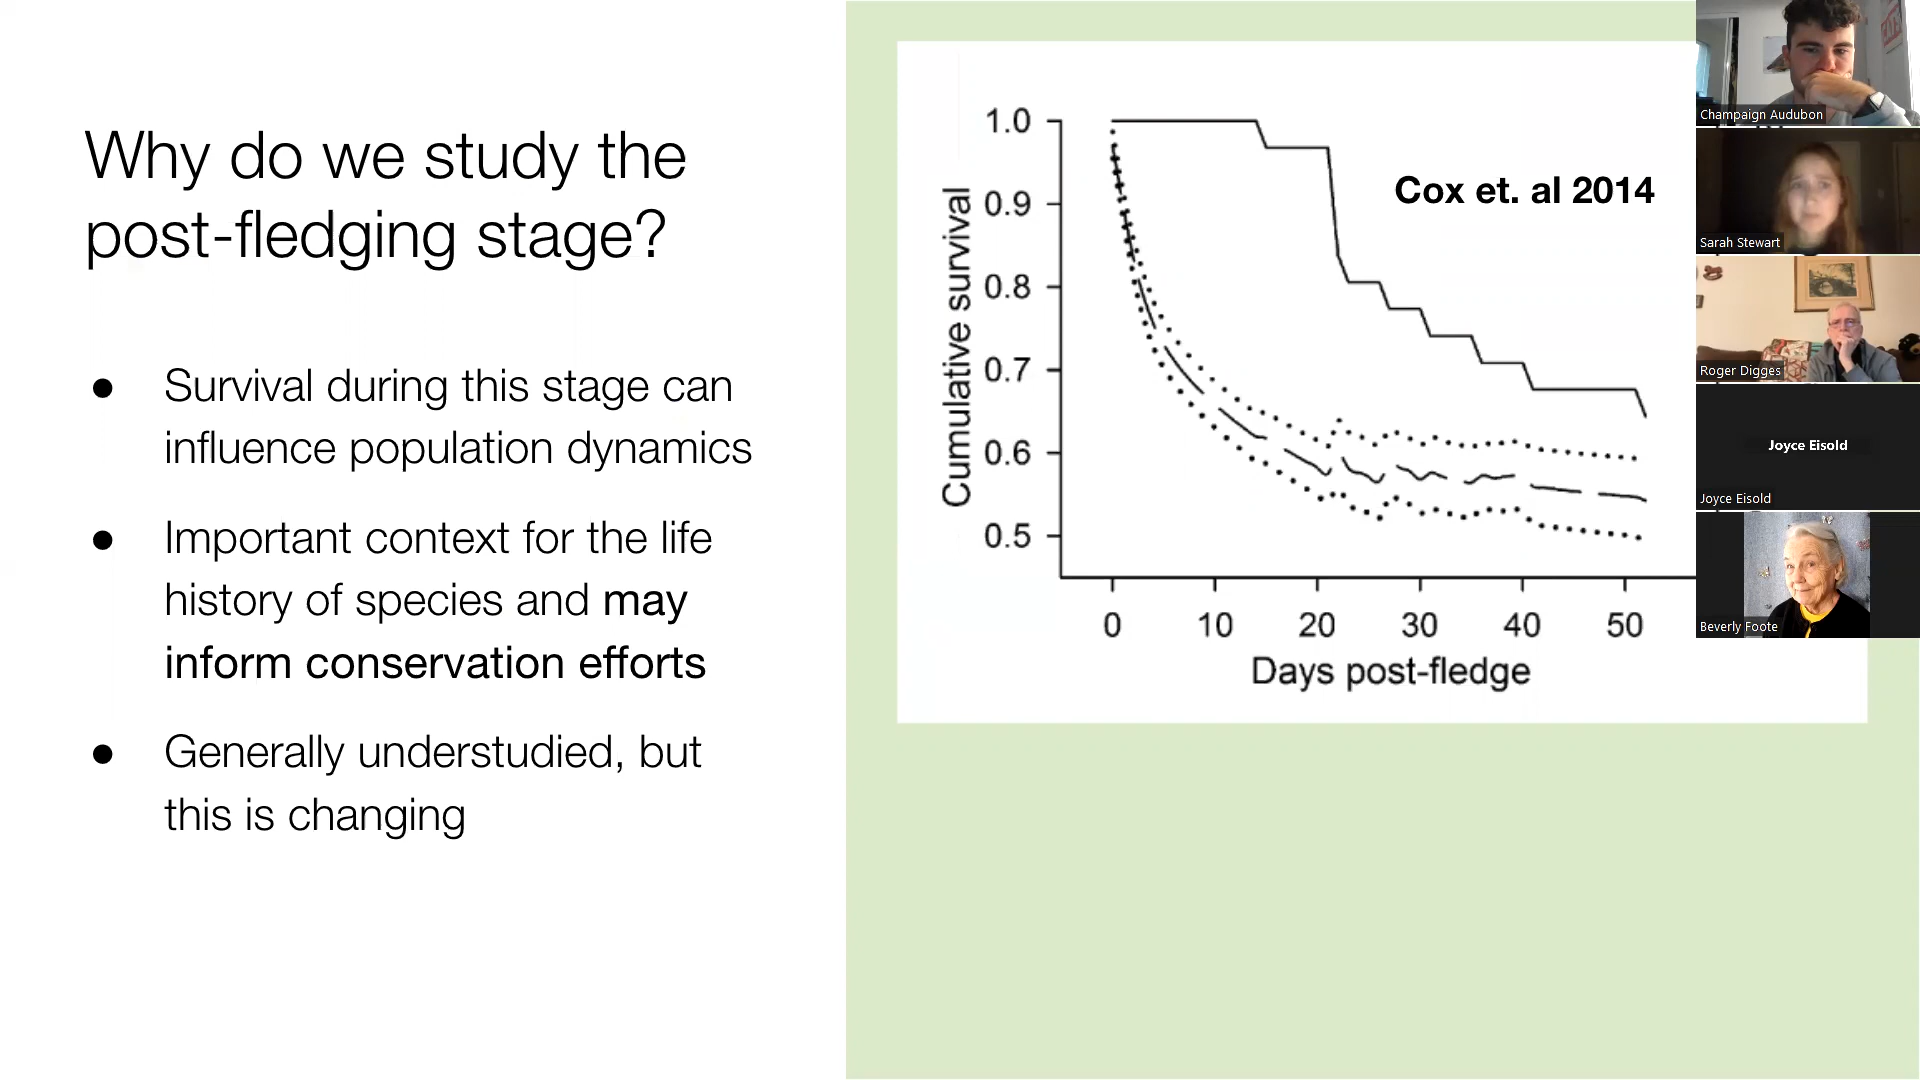 Why do we study the
post-fledging stage?
● Survival during this stage can
influence population dynamics
● Important context for the life
history of species and may
inform conservation efforts
● Generally understudied, but
this is changing
Cox et. al 2014
Cumulative survival
1.0
0.9
0.8
0.7
0.6
0.5
0 10 20 30 40 50
Days post-fledge
Champaign Audubon
Sarah Stewart
Roger Digges
Joyce Eisold
Joyce Eisold
Beverly Foote